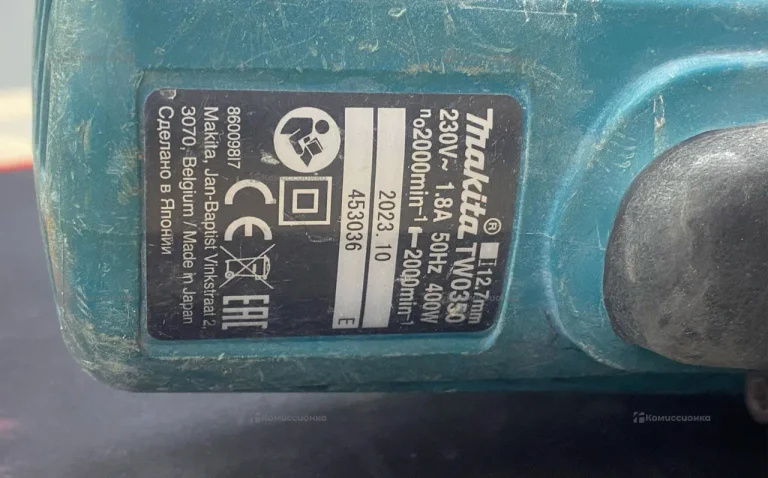 makita® 12.7mm
TW0350
230V~ 1.8A 50Hz 400W
n₀2000min⁻¹ 2000min⁻¹
2023. 10
453036 E
CE EAC
86009817
Makita, Jan-Baptist Vinkstraat 2,
3070, Belgium / Made in Japan
Сделано в Японии
Комиссионка
Комиссионка